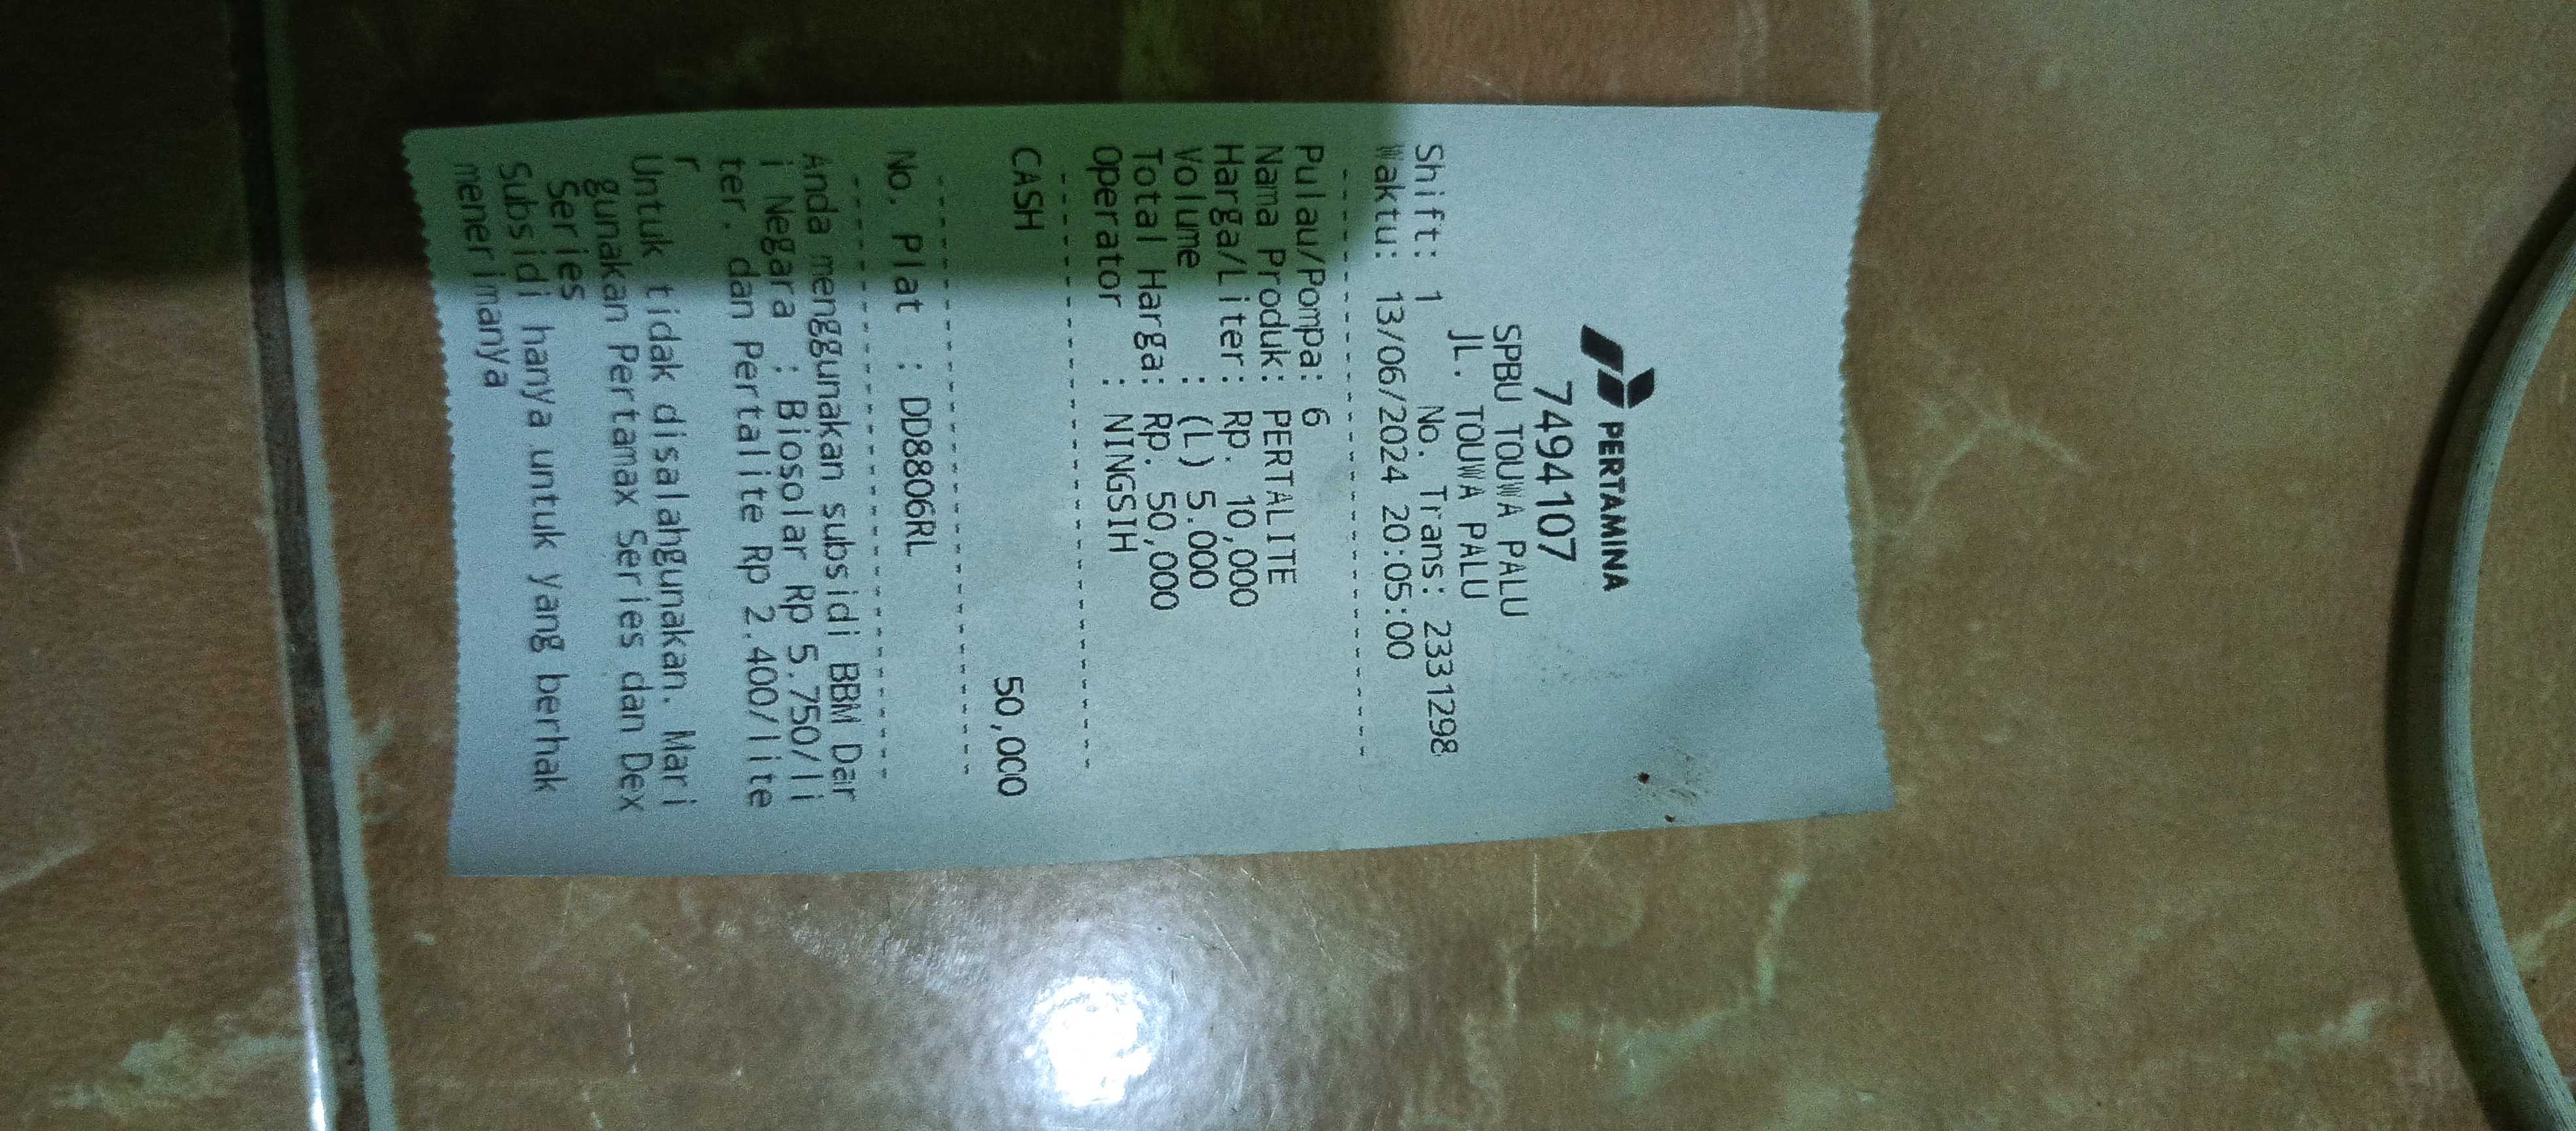 PERTAMINA
7494107
SPBU TOUWA PALU
JL. TOUWA PALU
Shift: 1 No. Trans: 2331298
Waktu: 13/06/2024 20:05:00
Pulau/Pompa: 6
Nama Produk: PERTALITE
Harga/Liter: Rp. 10,000
Volume : (L) 5.000
Total Harga: Rp. 50,000
Operator : NINGSIH
CASH 50,000
No. Plat : DD8806RL
Anda menggunakan subsidi BBM Dar
i Negara : Biosolar Rp 5.750/li
ter. dan Pertalite Rp 2.400/lite
r
Untuk tidak disalahgunakan. Mari
gunakan Pertamax Series dan Dex
Series
Subsidi hanya untuk yang berhak
menerimanya